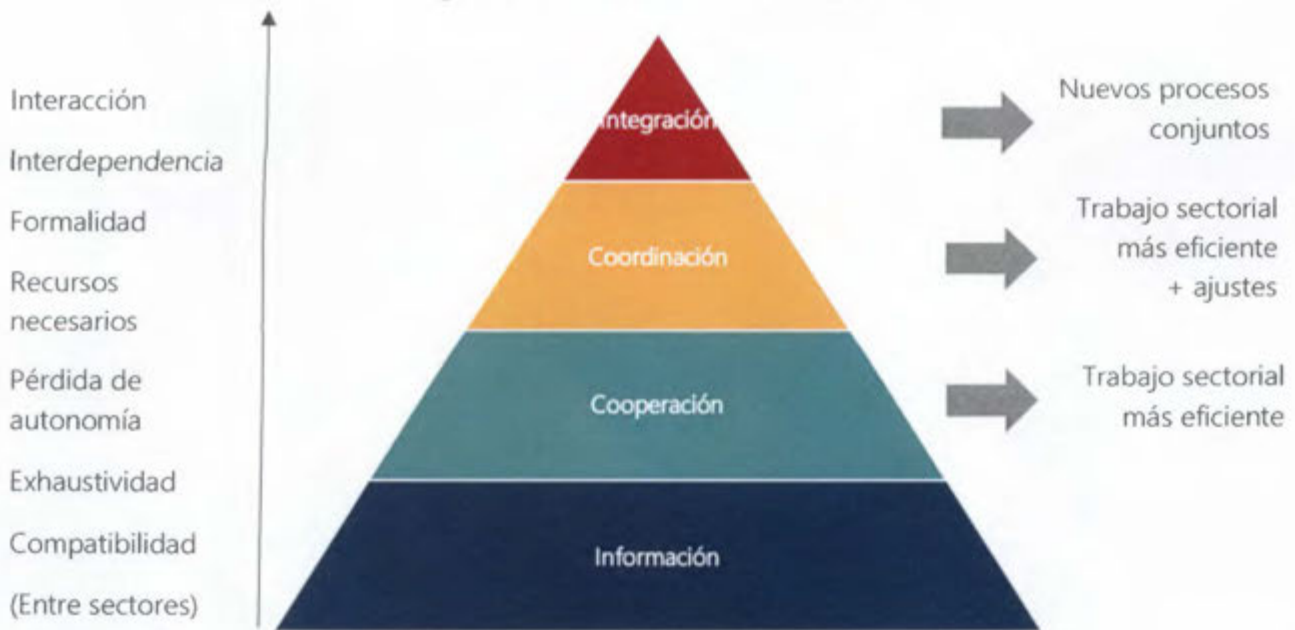 Interacción
Interdependencia
Formalidad
Recursos
necesarios
Pérdida de
autonomía
Exhaustividad
Compatibilidad
(Entre sectores)
Integración
Coordinación
Cooperación
Información
Nuevos procesos
conjuntos
Trabajo sectorial
más eficiente
+ ajustes
Trabajo sectorial
más eficiente